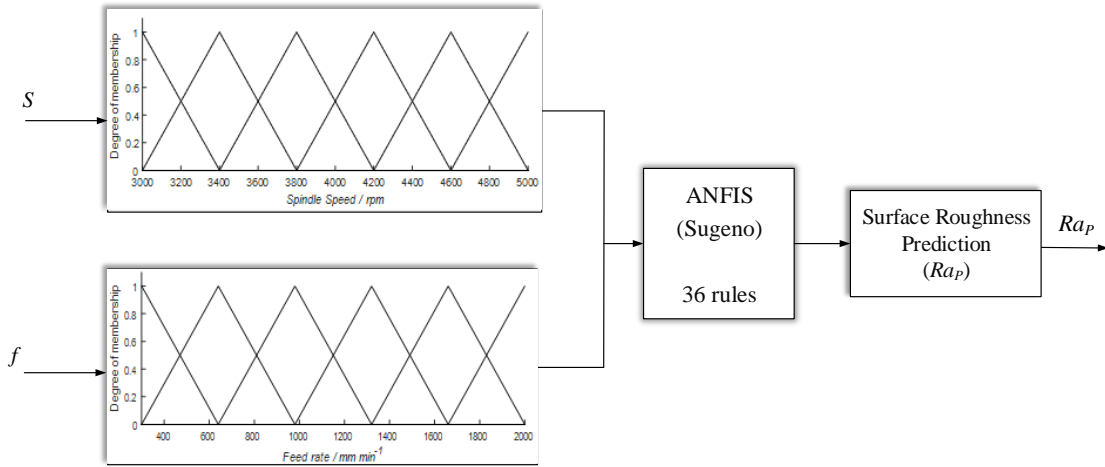 S
Degree of membership
1
0.8
0.6
0.4
0.2
0
3000 3200 3400 3600 3800 4000 4200 4400 4600 4800 5000
Spindle Speed / rpm
f
Degree of membership
1
0.8
0.6
0.4
0.2
0
400 600 800 1000 1200 1400 1600 1800 2000
Feed rate / mm min⁻¹
ANFIS
(Sugeno)
36 rules
Surface Roughness
Prediction
(RaP)
RaP